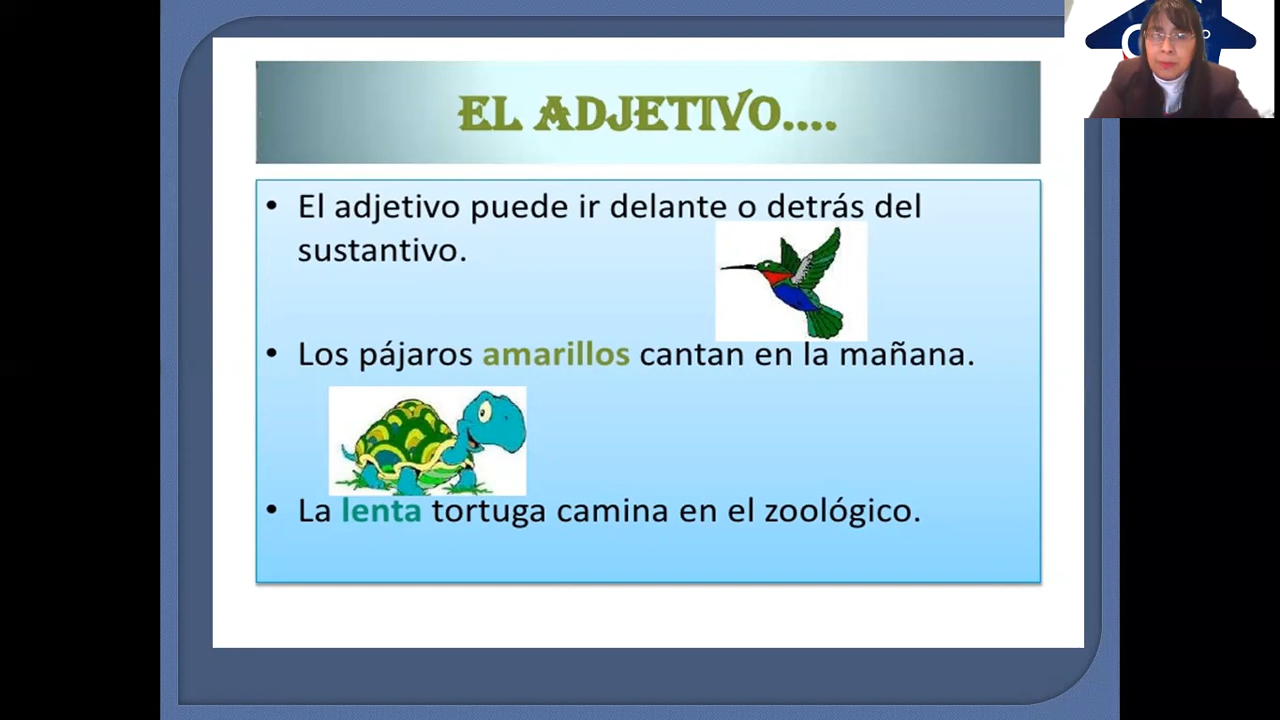 EL ADJETIVO....
• El adjetivo puede ir delante o detrás del
sustantivo.
• Los pájaros amarillos cantan en la mañana.
• La lenta tortuga camina en el zoológico.